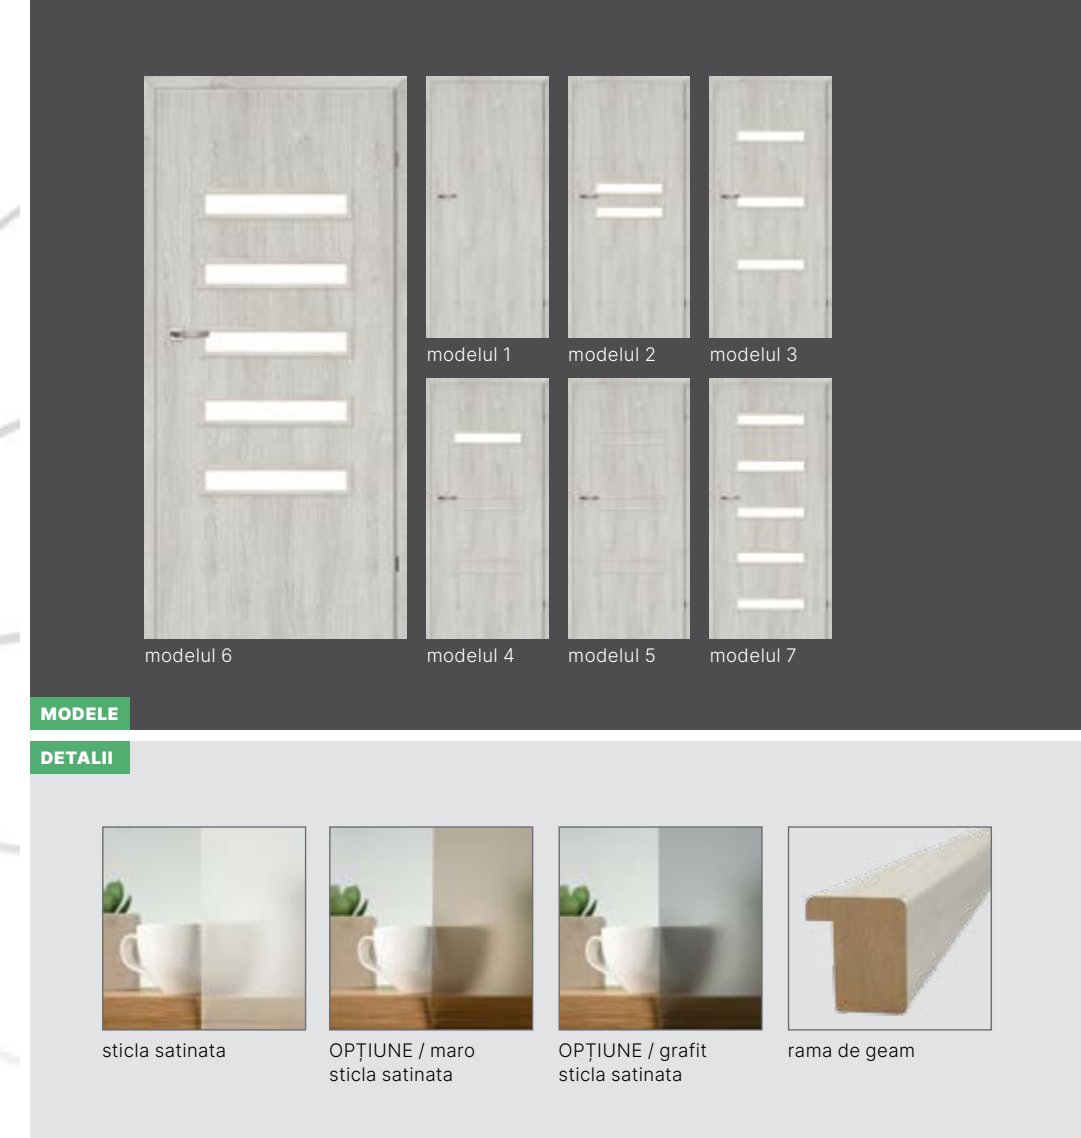 modelul 1
modelul 2
modelul 3
modelul 6
modelul 4
modelul 5
modelul 7
MODELE
DETALII
sticla satinata
OPȚIUNE / maro
sticla satinata
OPȚIUNE / grafit
sticla satinata
rama de geam